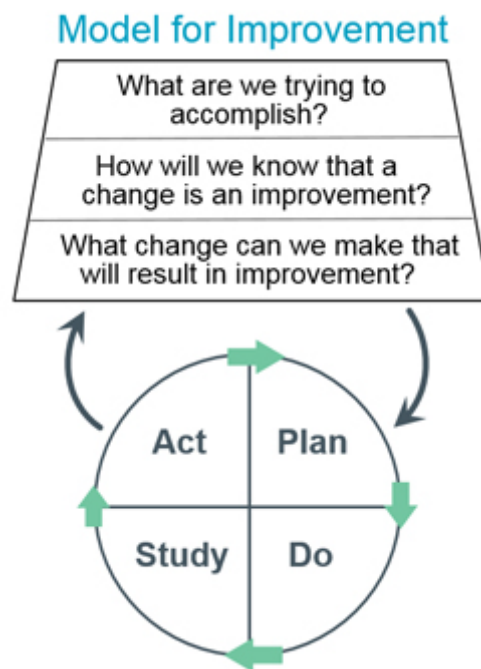 Model for Improvement
What are we trying to
accomplish?
How will we know that a
change is an improvement?
What change can we make that
will result in improvement?
Act
Plan
Study
Do